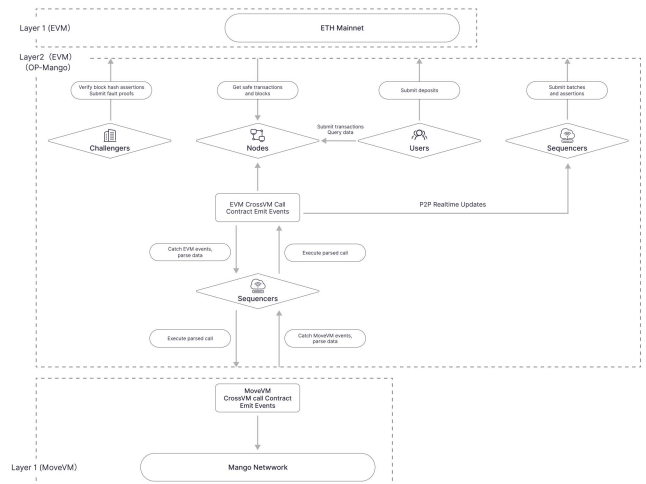 Layer 1 (EVM)
ETH Mainnet
Layer2 (EVM)
(OP-Mango)
Verify block hash assertions
Submit fault proofs
Get safe transactions
and blocks
Submit deposits
Submit batches
and assertions
Challengers
Nodes
Submit transactions
Query data
Users
Sequencers
EVM CrossVM Call
Contract Emit Events
P2P Realtime Updates
Catch EVM events,
parse data
Execute parsed call
Sequencers
Execute parsed call
Catch MoveVM events,
parse data
MoveVM
CrossVM call Contract
Emit Events
Layer 1 (MoveVM)
Mango Netwwork